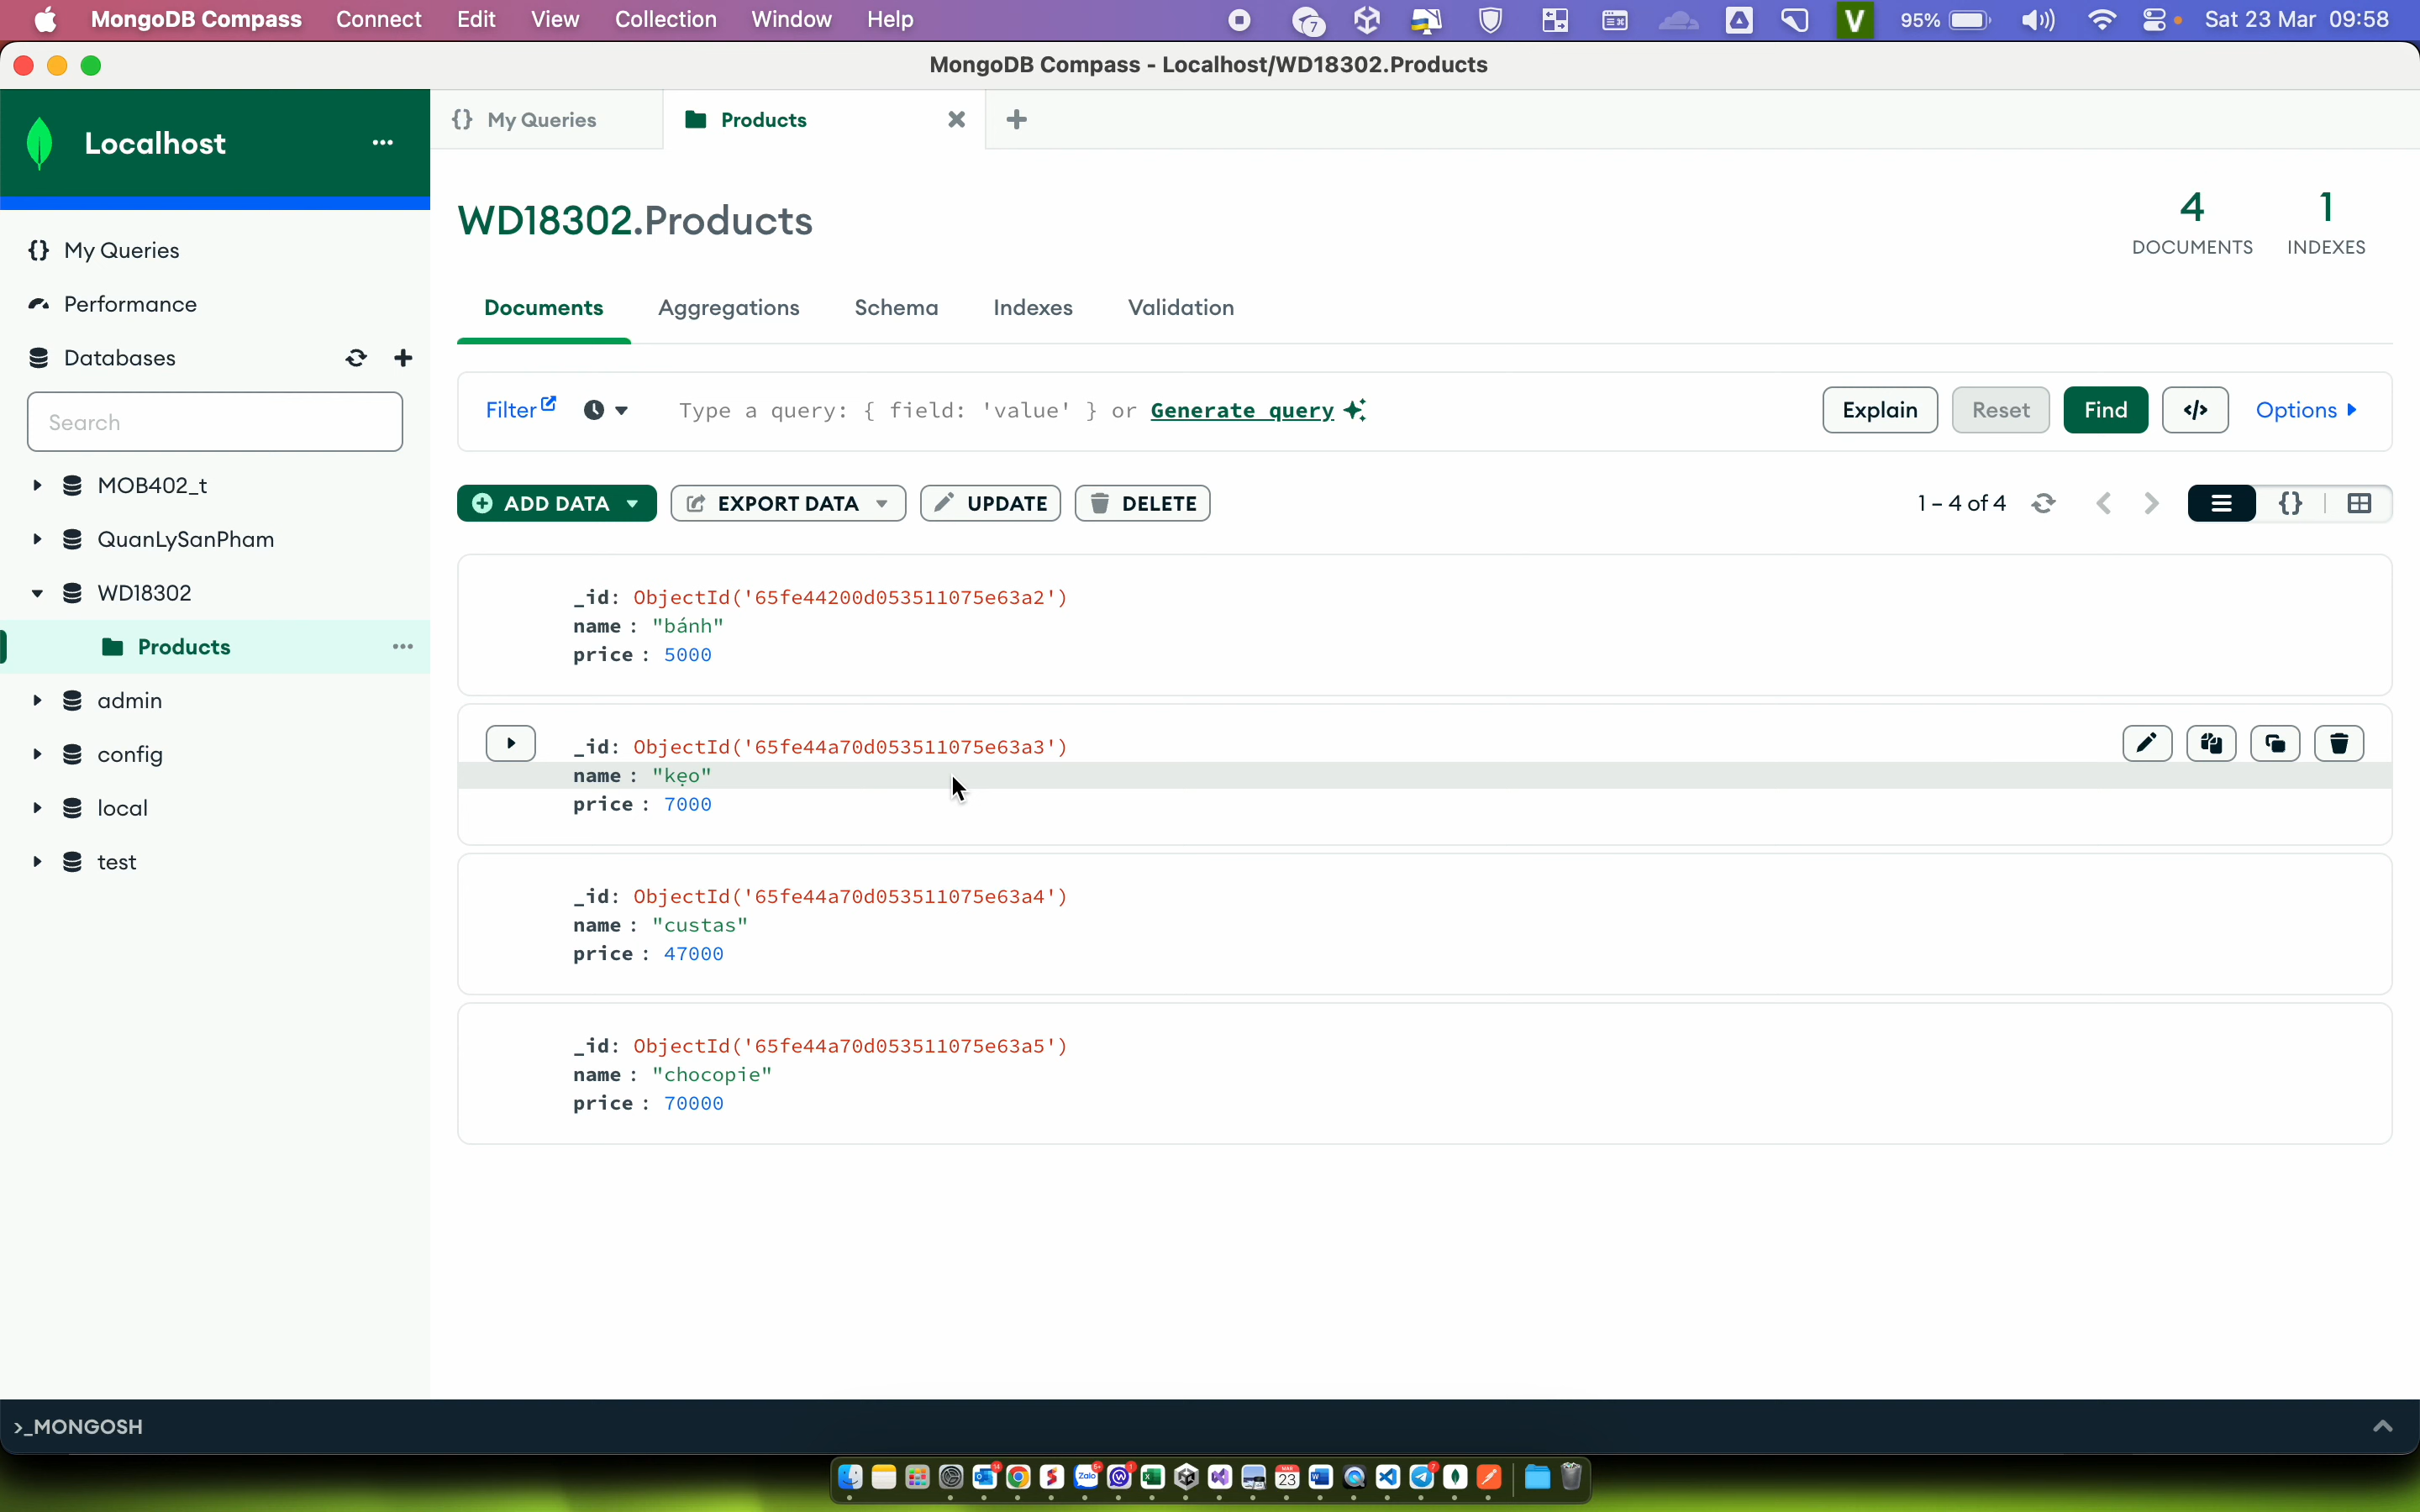 MongoDB Compass Connect Edit View Collection Window Help 7 V 95% Sat 23 Mar 09:58
MongoDB Compass - Localhost/WD18302.Products
Localhost
{} My Queries
Products
My Queries
Performance
Databases
Search
MOB402_t
QuanLySanPham
WD18302
Products
admin
config
local
test
WD18302.Products
4
DOCUMENTS
1
INDEXES
Documents Aggregations Schema Indexes Validation
Filter Type a query: { field: 'value' } or Generate query Explain Reset Find </> Options
ADD DATA EXPORT DATA UPDATE DELETE 1 – 4 of 4 {}
_id: ObjectId('65fe44200d053511075e63a2')
name : "bánh"
price : 5000
_id: ObjectId('65fe44a70d053511075e63a3')
name : "kẹo"
price : 7000
_id: ObjectId('65fe44a70d053511075e63a4')
name : "custas"
price : 47000
_id: ObjectId('65fe44a70d053511075e63a5')
name : "chocopie"
price : 70000
>_MONGOSH
Zalo 23